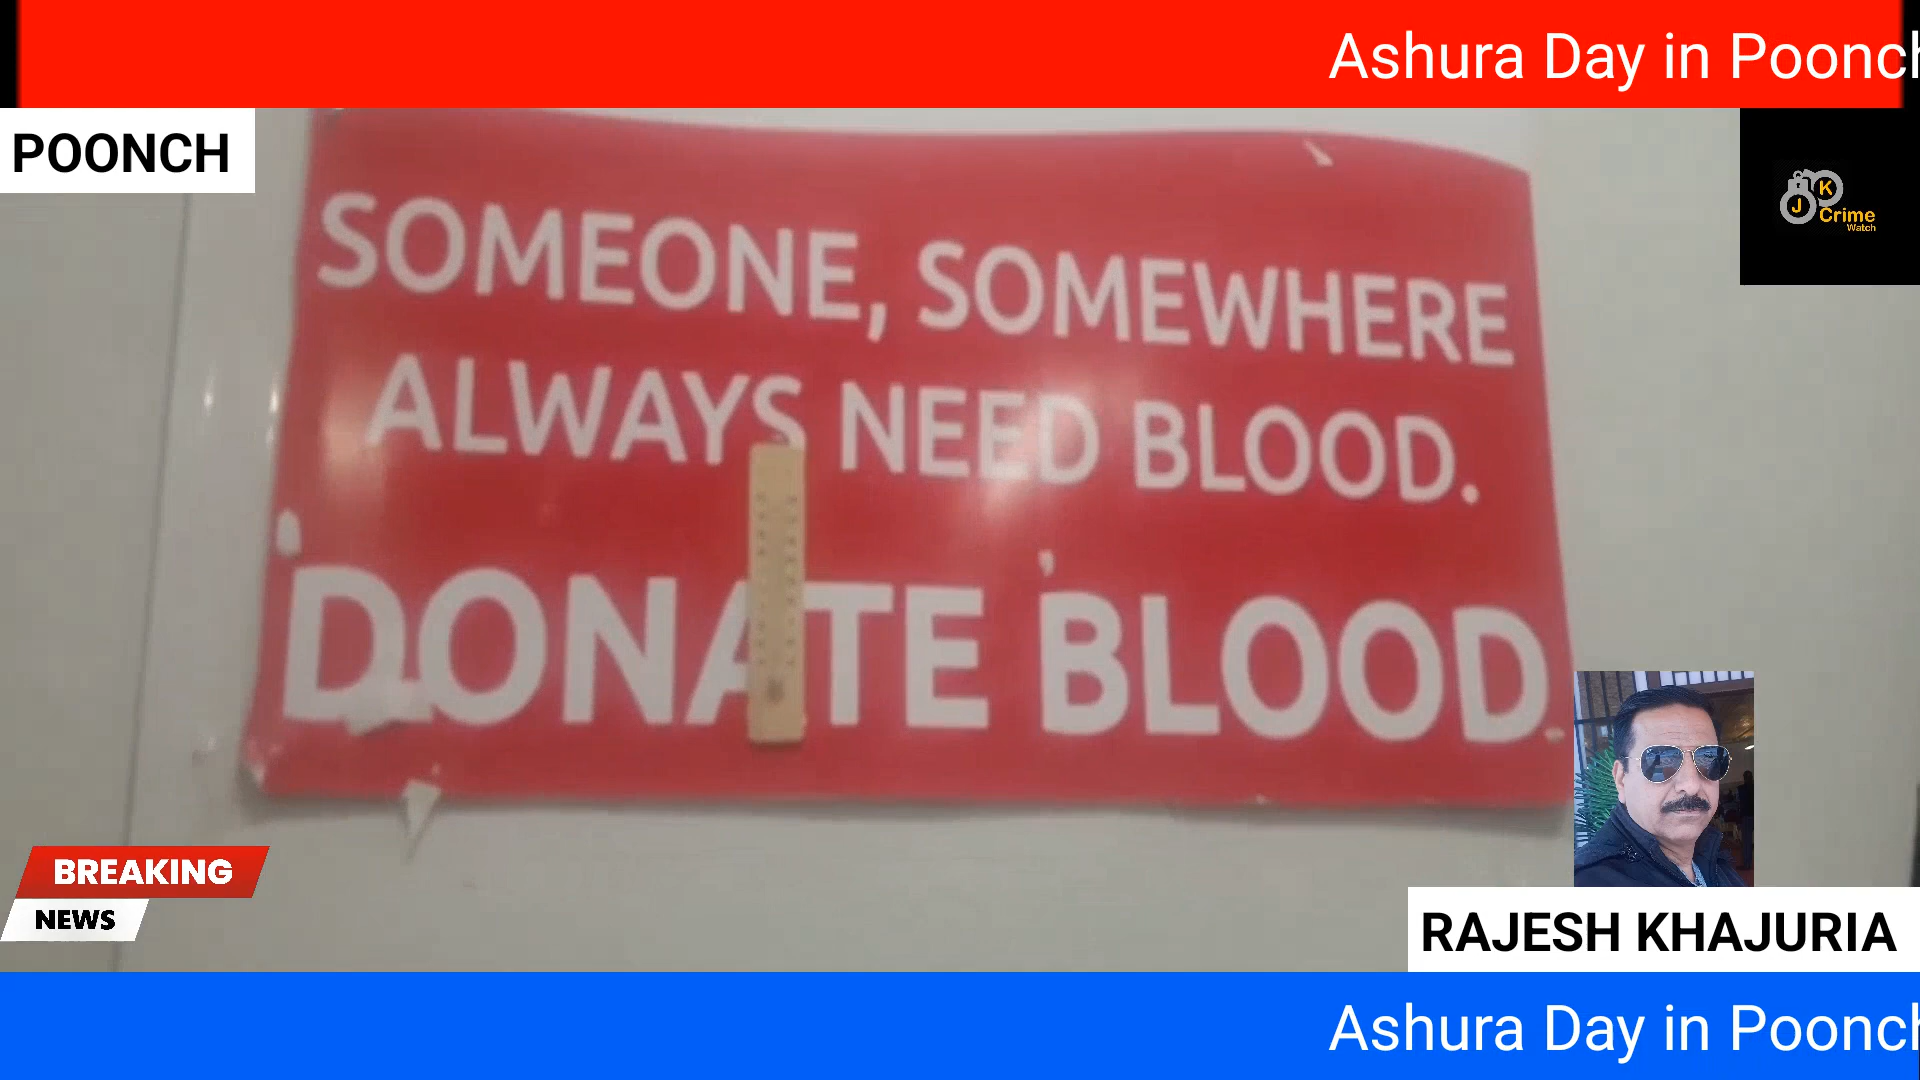 Ashura Day in Poonch
POONCH
J K
Crime
Watch
SOMEONE, SOMEWHERE
ALWAYS NEED BLOOD.
DONATE BLOOD.
BREAKING
NEWS
RAJESH KHAJURIA
Ashura Day in Poonch